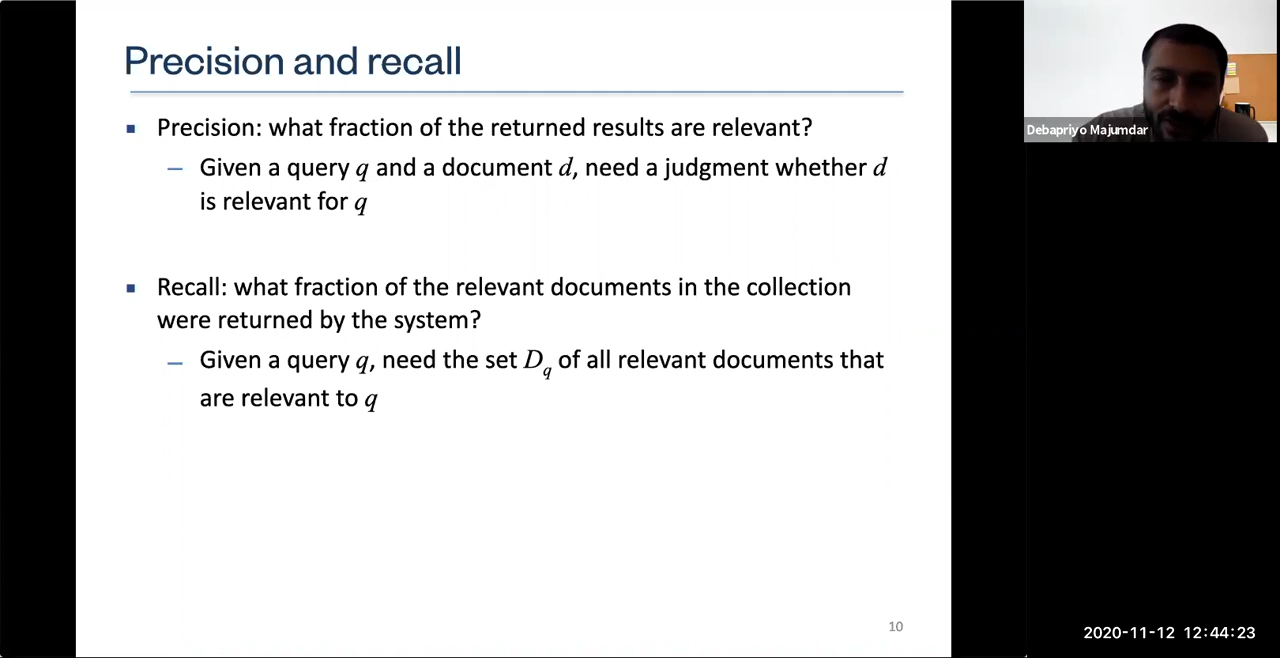 Precision and recall
▪ Precision: what fraction of the returned results are relevant?
– Given a query q and a document d, need a judgment whether d
is relevant for q
▪ Recall: what fraction of the relevant documents in the collection
were returned by the system?
– Given a query q, need the set D_q of all relevant documents that
are relevant to q
10
Debapriyo Majumdar
2020-11-12 12:44:23